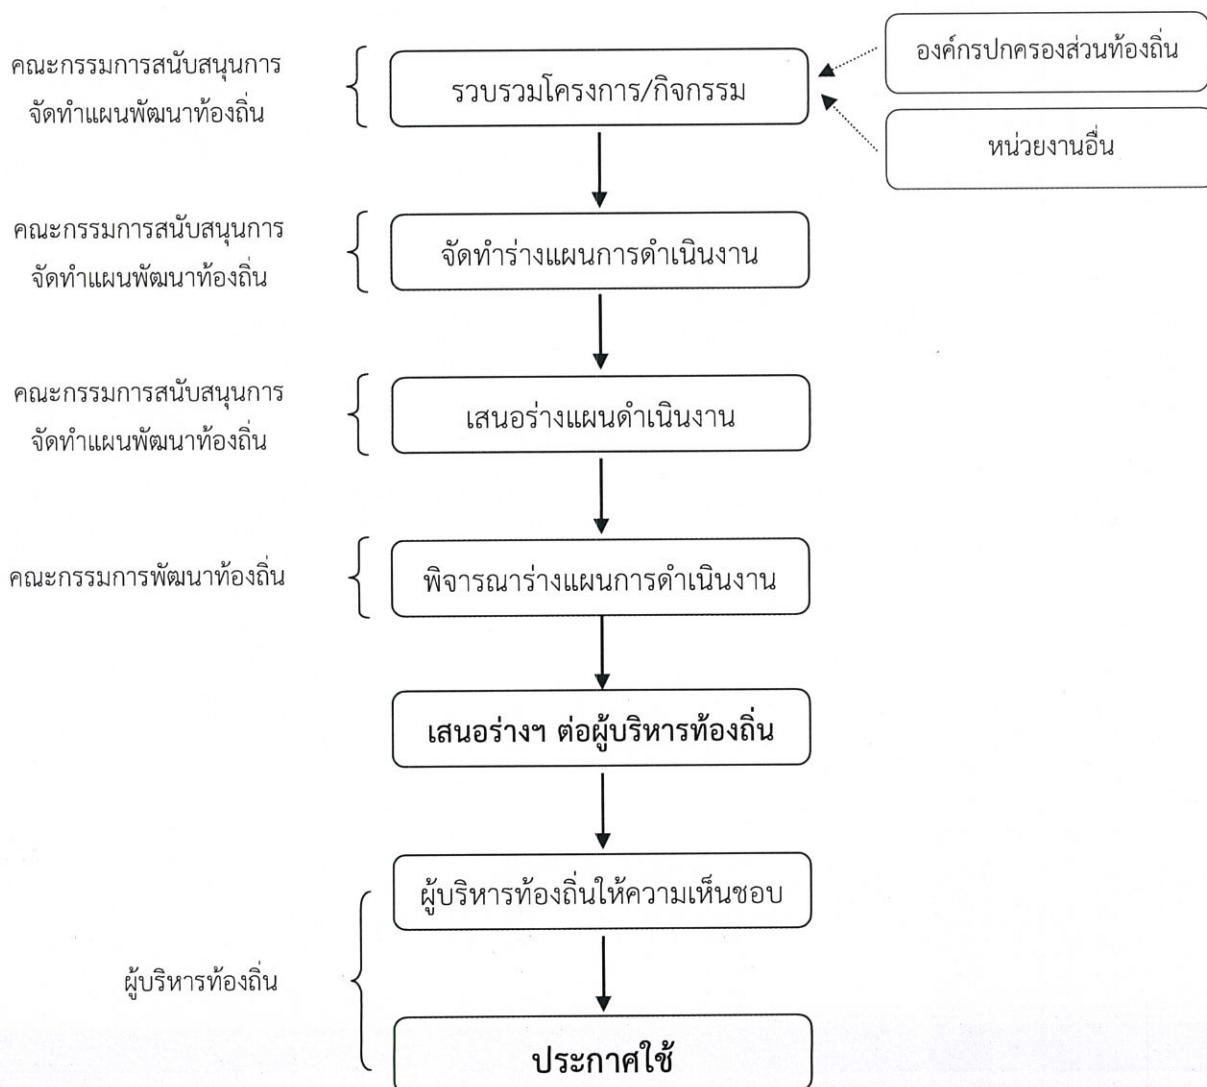 คณะกรรมการสนับสนุนการ
จัดทำแผนพัฒนาท้องถิ่น
รวบรวมโครงการ/กิจกรรม
องค์กรปกครองส่วนท้องถิ่น
หน่วยงานอื่น
คณะกรรมการสนับสนุนการ
จัดทำแผนพัฒนาท้องถิ่น
จัดทำร่างแผนการดำเนินงาน
คณะกรรมการสนับสนุนการ
จัดทำแผนพัฒนาท้องถิ่น
เสนอร่างแผนดำเนินงาน
คณะกรรมการพัฒนาท้องถิ่น
พิจารณาร่างแผนการดำเนินงาน
เสนอร่างฯ ต่อผู้บริหารท้องถิ่น
ผู้บริหารท้องถิ่นให้ความเห็นชอบ
ผู้บริหารท้องถิ่น
ประกาศใช้